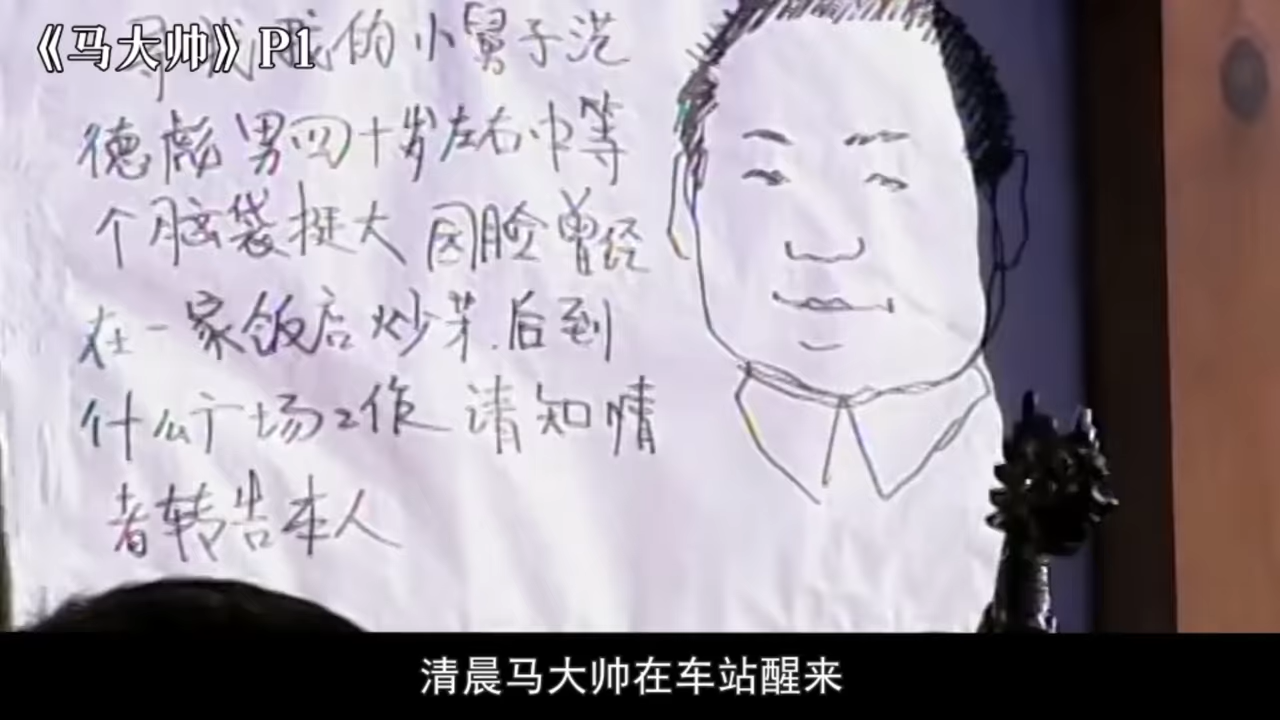 《马大帅》P1
的小舅子范
德彪 男四十岁左右中等
个脑袋挺大 脸曾经
在一家饭店炒菜.后到
什么广场工作 请知情
者转告本人
清晨马大帅在车站醒来